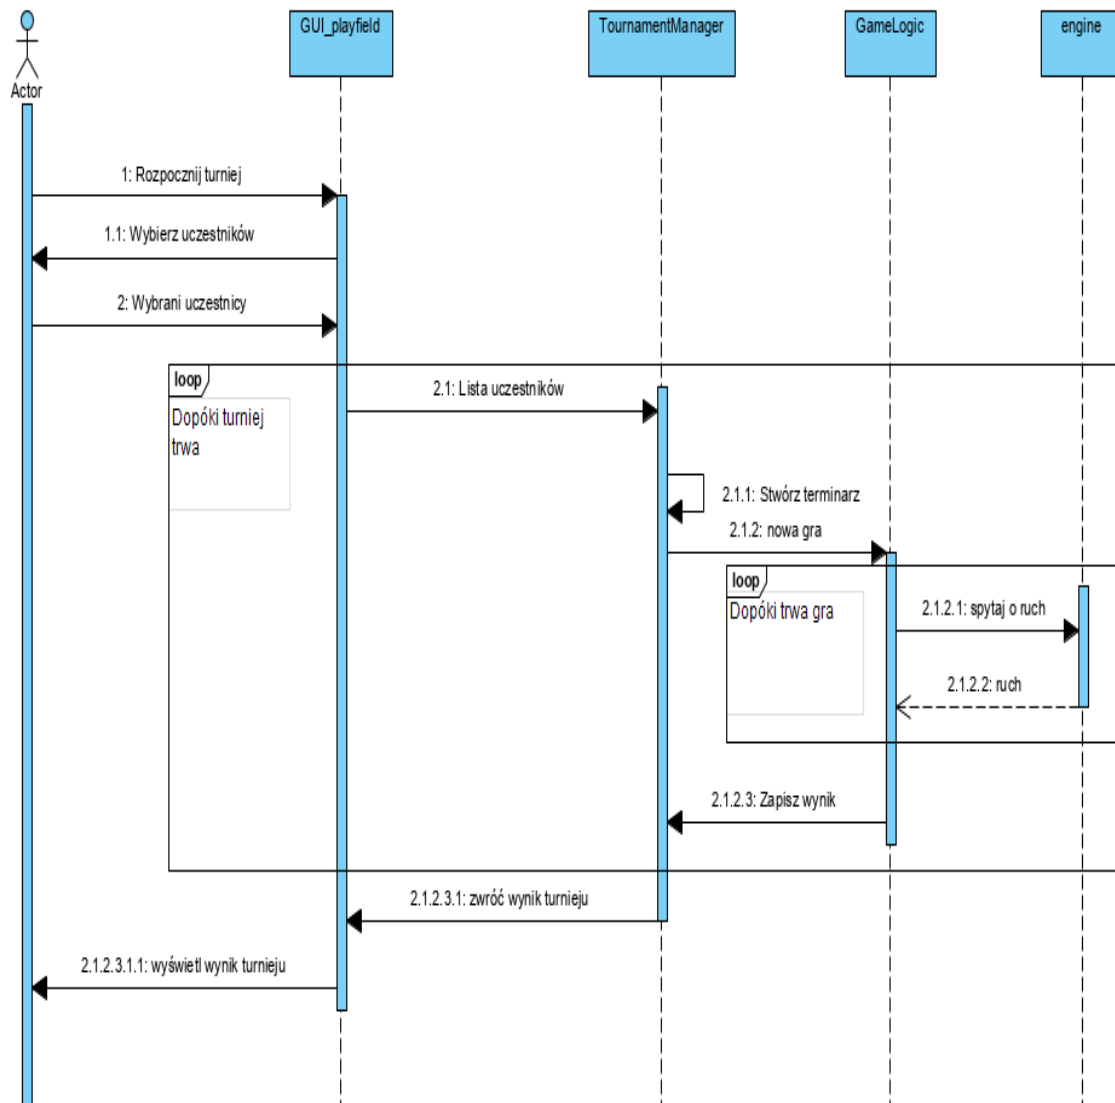 GUI_playfield
TournamentManager
GameLogic
engine
Actor
1: Rozpocznij turniej
1.1: Wybierz uczestników
2: Wybrani uczestnicy
loop
Dopóki turniej
trwa
2.1: Lista uczestników
2.1.1: Stwórz terminarz
2.1.2: nowa gra
loop
Dopóki trwa gra
2.1.2.1: spytaj o ruch
2.1.2.2: ruch
2.1.2.3: Zapisz wynik
2.1.2.3.1: zwróć wynik turnieju
2.1.2.3.1.1: wyświetl wynik turnieju